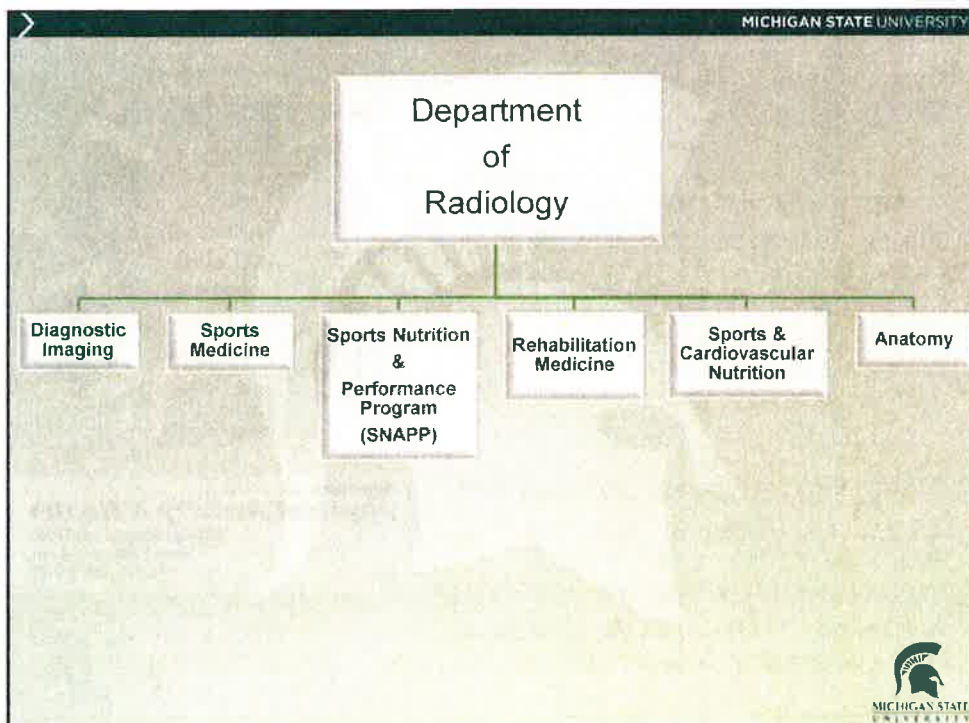 MICHIGAN STATE UNIVERSITY
Department
of
Radiology
Diagnostic
Imaging
Sports
Medicine
Sports Nutrition
&
Performance
Program
(SNAPP)
Rehabilitation
Medicine
Sports &
Cardiovascular
Nutrition
Anatomy
MICHIGAN STATE
UNIVERSITY